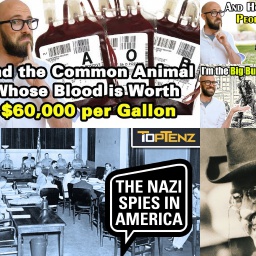 A O
nd the Common Animal
Whose Blood is Worth
$60,000 per Gallon
AND H
PEO
I'm the Big Bu
TOPTENZ
THE NAZI
SPIES IN
AMERICA